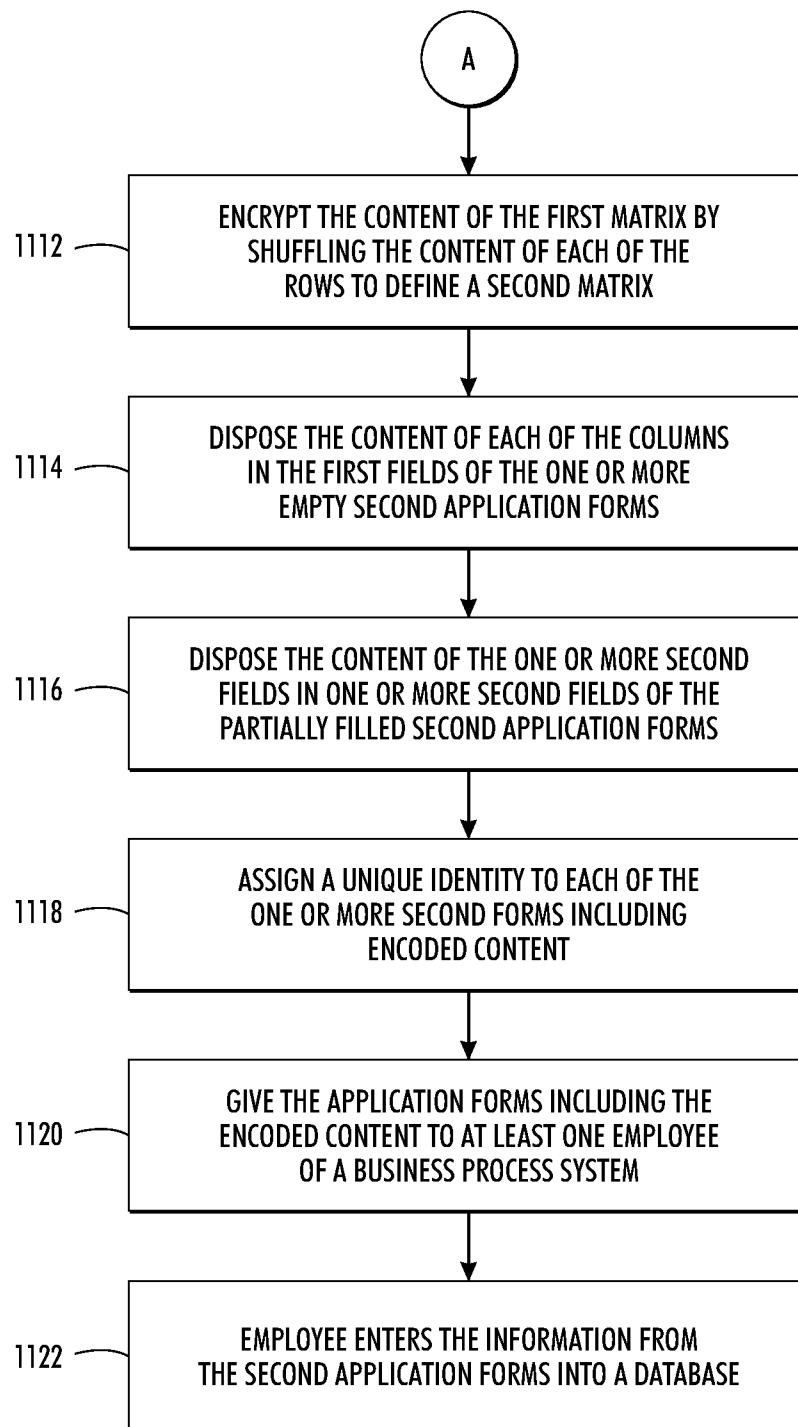 A
1112
ENCRYPT THE CONTENT OF THE FIRST MATRIX BY
SHUFFLING THE CONTENT OF EACH OF THE
ROWS TO DEFINE A SECOND MATRIX
1114
DISPOSE THE CONTENT OF EACH OF THE COLUMNS
IN THE FIRST FIELDS OF THE ONE OR MORE
EMPTY SECOND APPLICATION FORMS
1116
DISPOSE THE CONTENT OF THE ONE OR MORE SECOND
FIELDS IN ONE OR MORE SECOND FIELDS OF THE
PARTIALLY FILLED SECOND APPLICATION FORMS
1118
ASSIGN A UNIQUE IDENTITY TO EACH OF THE
ONE OR MORE SECOND FORMS INCLUDING
ENCODED CONTENT
1120
GIVE THE APPLICATION FORMS INCLUDING THE
ENCODED CONTENT TO AT LEAST ONE EMPLOYEE
OF A BUSINESS PROCESS SYSTEM
1122
EMPLOYEE ENTERS THE INFORMATION FROM
THE SECOND APPLICATION FORMS INTO A DATABASE